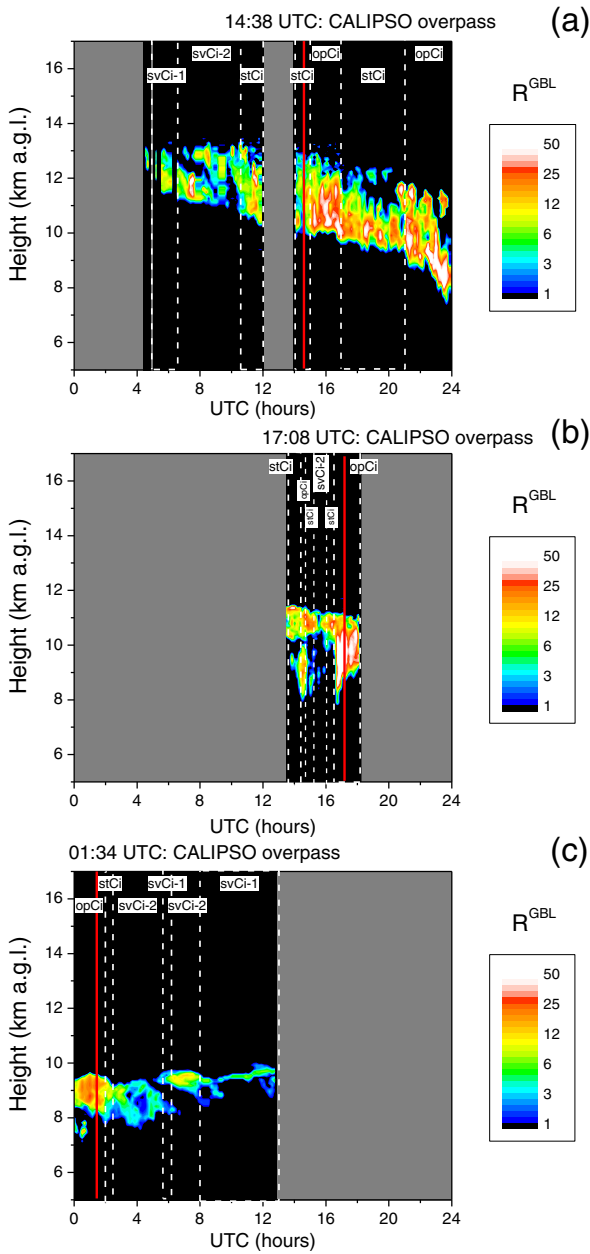 14:38 UTC: CALIPSO overpass
(a)
svCi-2 opCi opCi
svCi-1 stCi stCi stCi
Height (km a.g.l.)
16
14
12
10
8
6
0 4 8 12 16 20 24
UTC (hours)
R^GBL
50
25
12
6
3
1
17:08 UTC: CALIPSO overpass
(b)
stCi svCi-2 opCi
opCi
stCi stCi
Height (km a.g.l.)
16
14
12
10
8
6
0 4 8 12 16 20 24
UTC (hours)
R^GBL
50
25
12
6
3
1
01:34 UTC: CALIPSO overpass
(c)
stCi svCi-1 svCi-1
opCi svCi-2 svCi-2
Height (km a.g.l.)
16
14
12
10
8
6
0 4 8 12 16 20 24
UTC (hours)
R^GBL
50
25
12
6
3
1